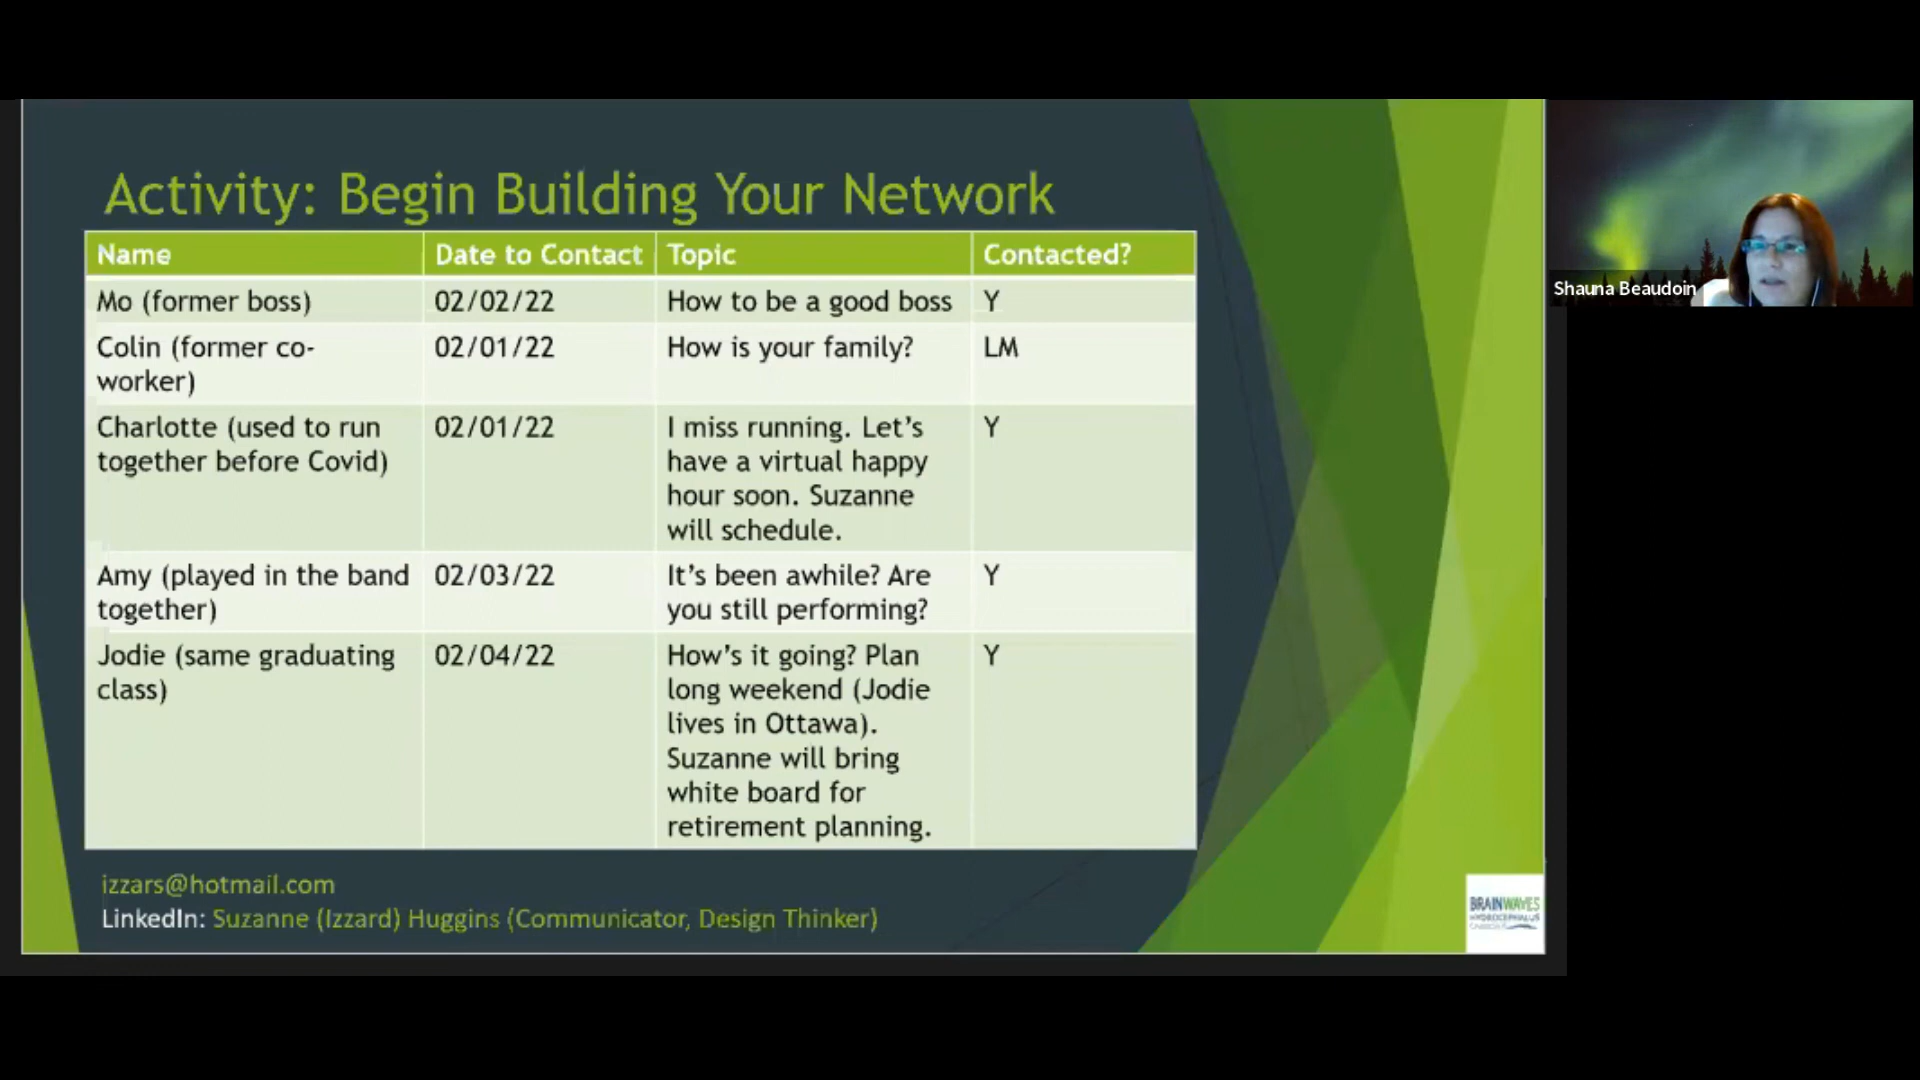 Activity: Begin Building Your Network
Name Date to Contact Topic Contacted?
Mo (former boss) 02/02/22 How to be a good boss Y
Colin (former co- 02/01/22 How is your family? LM
worker)
Charlotte (used to run 02/01/22 I miss running. Let’s Y
together before Covid) have a virtual happy
hour soon. Suzanne
will schedule.
Amy (played in the band 02/03/22 It’s been awhile? Are Y
together) you still performing?
Jodie (same graduating 02/04/22 How’s it going? Plan Y
class) long weekend (Jodie
lives in Ottawa).
Suzanne will bring
white board for
retirement planning.
izzars@hotmail.com
LinkedIn: Suzanne (Izzard) Huggins (Communicator, Design Thinker)
BRAINWAVES
HYDROCEPHALUS
Shauna Beaudoin